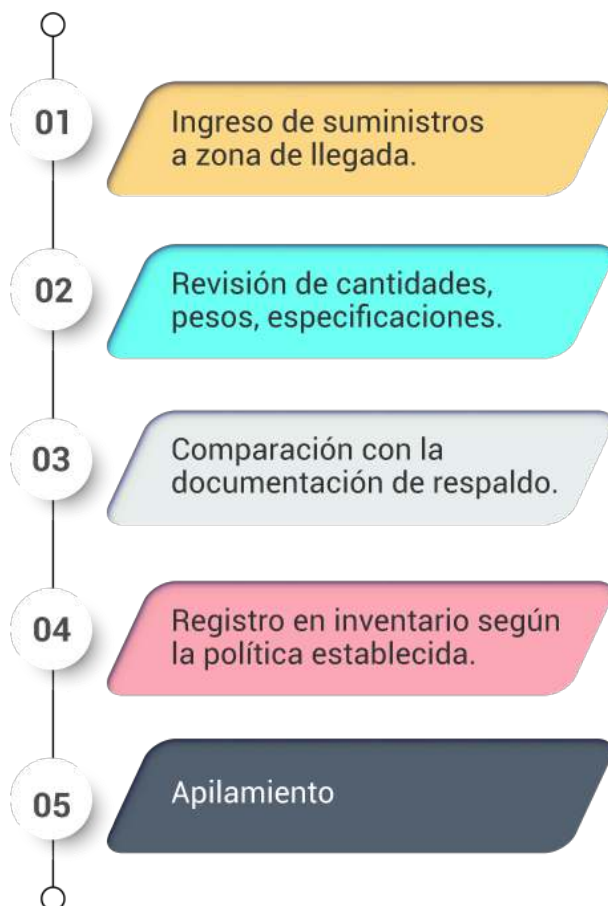 01
Ingreso de suministros
a zona de llegada.
02
Revisión de cantidades,
pesos, especificaciones.
03
Comparación con la
documentación de respaldo.
04
Registro en inventario según
la política establecida.
05
Apilamiento